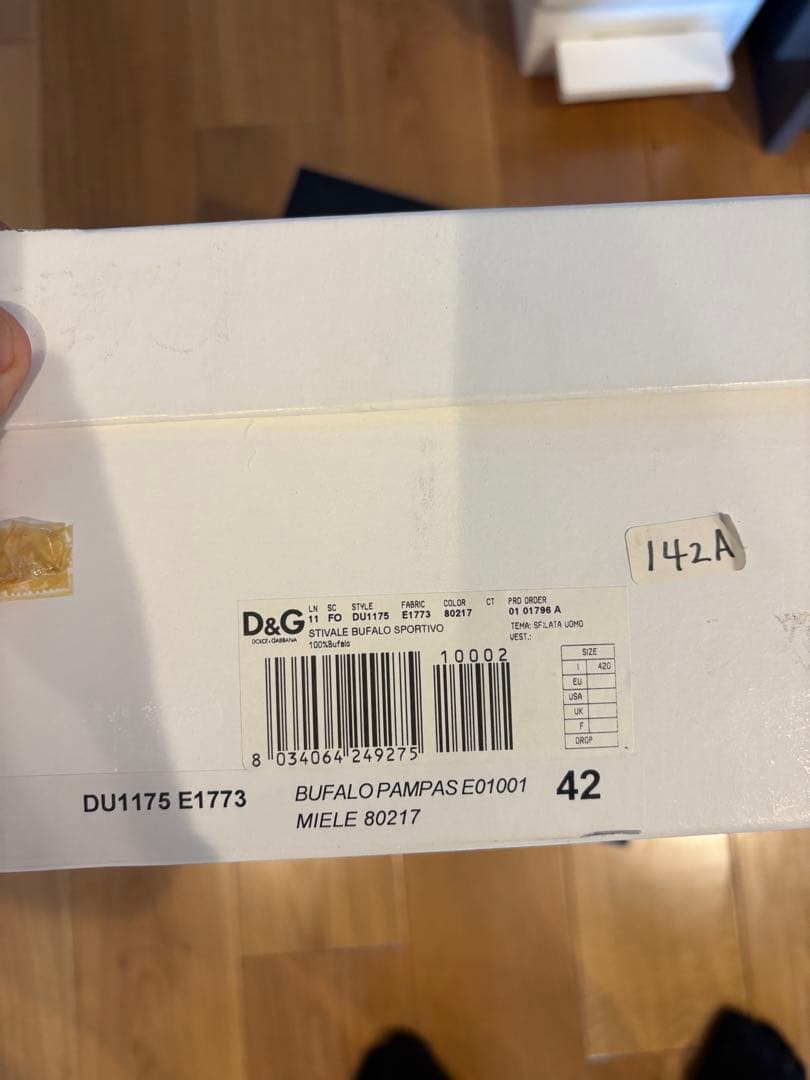 142A
D&G
DOLCE & GABBANA
LN SC STYLE FABRIC COLOR CT PRD ORDER
11 FO DU1175 E1773 80217 01 01796 A
STIVALE BUFALO SPORTIVO
100%Bufalo
TEMA: SFILATA UOMO
VEST.:
10002
SIZE
I 420
EU
USA
UK
F
DROP
8 034064 249275
DU1175 E1773
BUFALO PAMPAS E01001
MIELE 80217
42